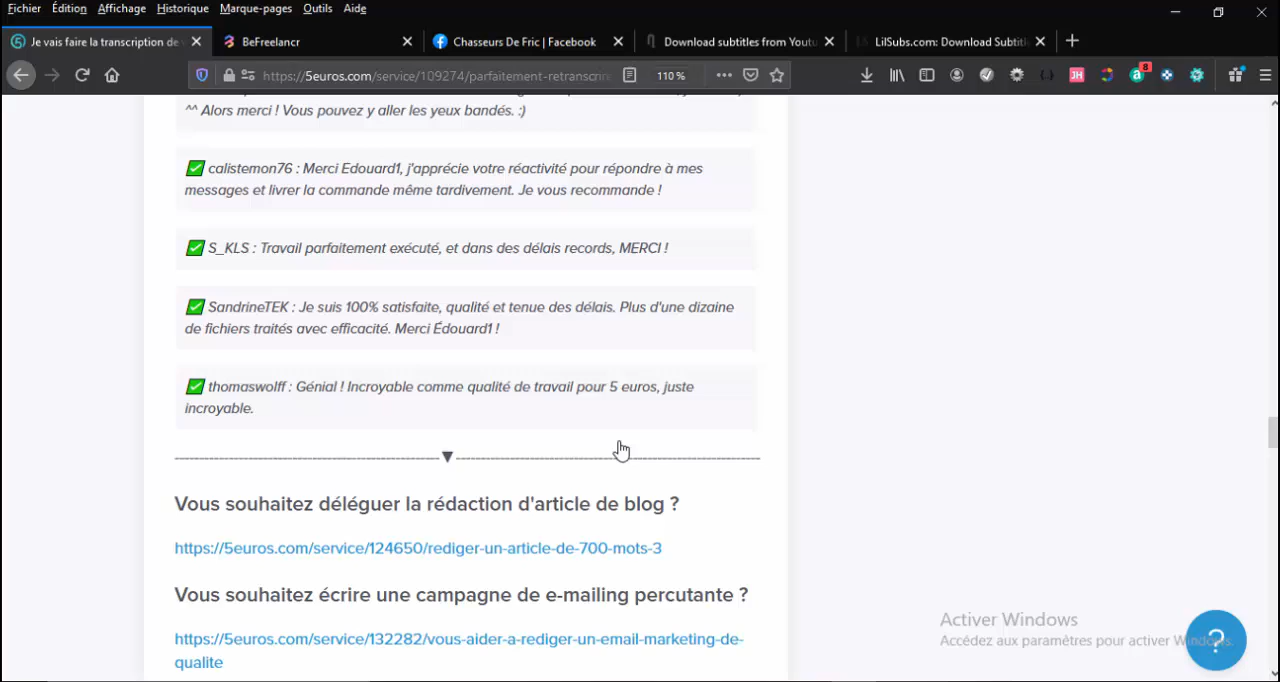 Fichier Édition Affichage Historique Marque-pages Outils Aide
Je vais faire la transcription de
BeFreelancr
Chasseurs De Fric | Facebook
Download subtitles from Youtu
LilSubs.com: Download Subtitl
https://5euros.com/service/109274/parfaitement-retranscrire
110 %
8
^^ Alors merci ! Vous pouvez y aller les yeux bandés. :)
calistemon76 : Merci Edouard1, j'apprécie votre réactivité pour répondre à mes
messages et livrer la commande même tardivement. Je vous recommande !
S_KLS : Travail parfaitement exécuté, et dans des délais records, MERCI !
SandrineTEK : Je suis 100% satisfaite, qualité et tenue des délais. Plus d'une dizaine
de fichiers traités avec efficacité. Merci Édouard1 !
thomaswolff : Génial ! Incroyable comme qualité de travail pour 5 euros, juste
incroyable.
Vous souhaitez déléguer la rédaction d'article de blog ?
https://5euros.com/service/124650/rediger-un-article-de-700-mots-3
Vous souhaitez écrire une campagne de e-mailing percutante ?
https://5euros.com/service/132282/vous-aider-a-rediger-un-email-marketing-de-
qualite
Activer Windows
Accédez aux paramètres pour activer Windows.
?